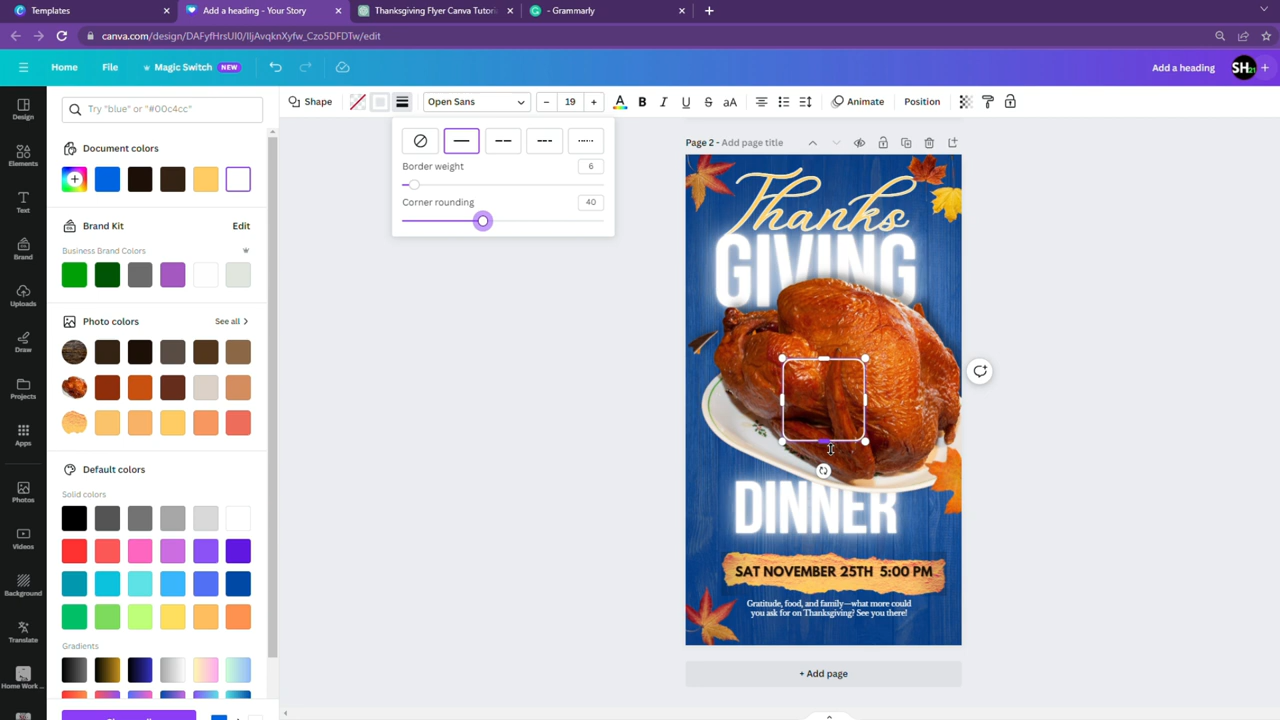 Templates
Add a heading - Your Story
Thanksgiving Flyer Canva Tutori
- Grammarly
canva.com/design/DAFyfHrsUI0/IljAvqknXyfw_Czo5DFDTw/edit
Home
File
Magic Switch
NEW
Add a heading
SH
Design
Elements
Text
Brand
Uploads
Draw
Projects
Apps
Photos
Videos
Background
Translate
Home Work ...
Try "blue" or "#00c4cc"
Document colors
Brand Kit
Edit
Business Brand Colors
Photo colors
See all
Default colors
Solid colors
Gradients
Shape
Open Sans
19
A
B
I
U
S
aA
Animate
Position
Border weight
6
Corner rounding
40
Page 2 - Add page title
Thanks
GIVING
DINNER
SAT NOVEMBER 25TH 5:00 PM
Gratitude, food, and family—what more could
you ask for on Thanksgiving? See you there!
+ Add page